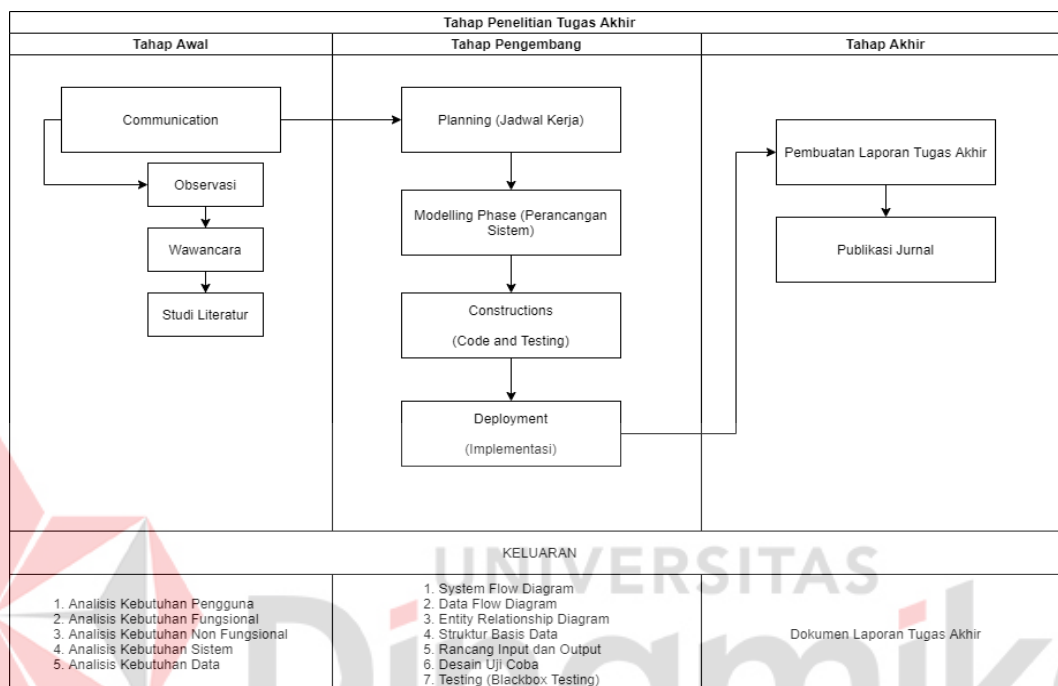 Tahap Penelitian Tugas Akhir
Tahap Awal
Tahap Pengembang
Tahap Akhir
Communication
Observasi
Wawancara
Studi Literatur
Planning (Jadwal Kerja)
Modelling Phase (Perancangan
Sistem)
Constructions
(Code and Testing)
Deployment
(Implementasi)
Pembuatan Laporan Tugas Akhir
Publikasi Jurnal
KELUARAN
1. Analisis Kebutuhan Pengguna
2. Analisis Kebutuhan Fungsional
3. Analisis Kebutuhan Non Fungsional
4. Analisis Kebutuhan Sistem
5. Analisis Kebutuhan Data
1. System Flow Diagram
2. Data Flow Diagram
3. Entity Relationship Diagram
4. Struktur Basis Data
5. Rancang Input dan Output
6. Desain Uji Coba
7. Testing (Blackbox Testing)
Dokumen Laporan Tugas Akhir
UNIVERSITAS